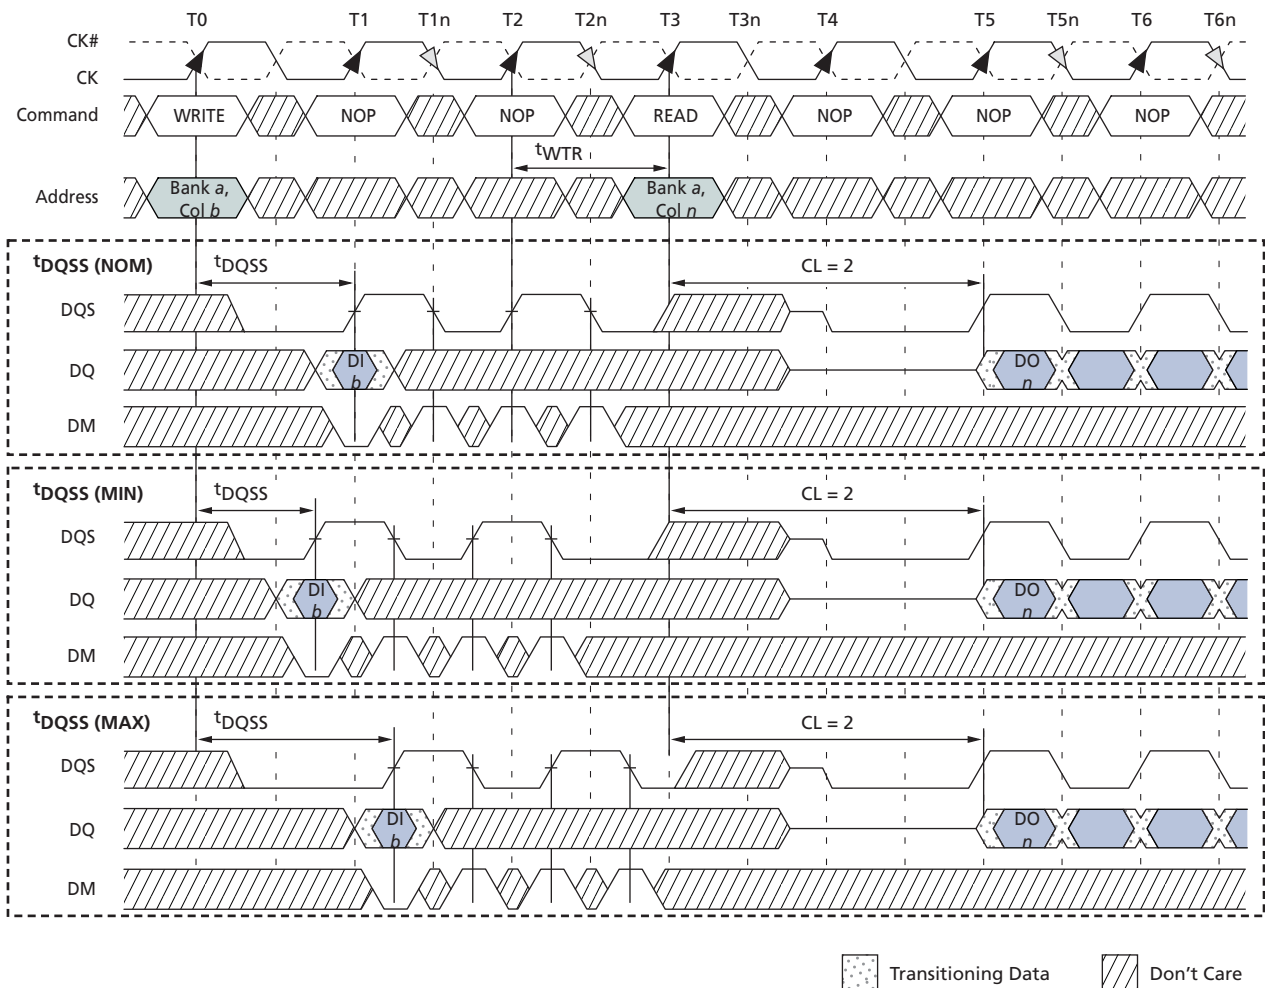 T0 T1 T1n T2 T2n T3 T3n T4 T5 T5n T6 T6n
CK#
CK
Command WRITE NOP NOP READ NOP NOP NOP
tWTR
Address Bank a, Col b Bank a, Col n
tDQSS (NOM) tDQSS CL = 2
DQS
DQ DI b DO n
DM
tDQSS (MIN) tDQSS CL = 2
DQS
DQ DI b DO n
DM
tDQSS (MAX) tDQSS CL = 2
DQS
DQ DI b DO n
DM
Transitioning Data Don't Care